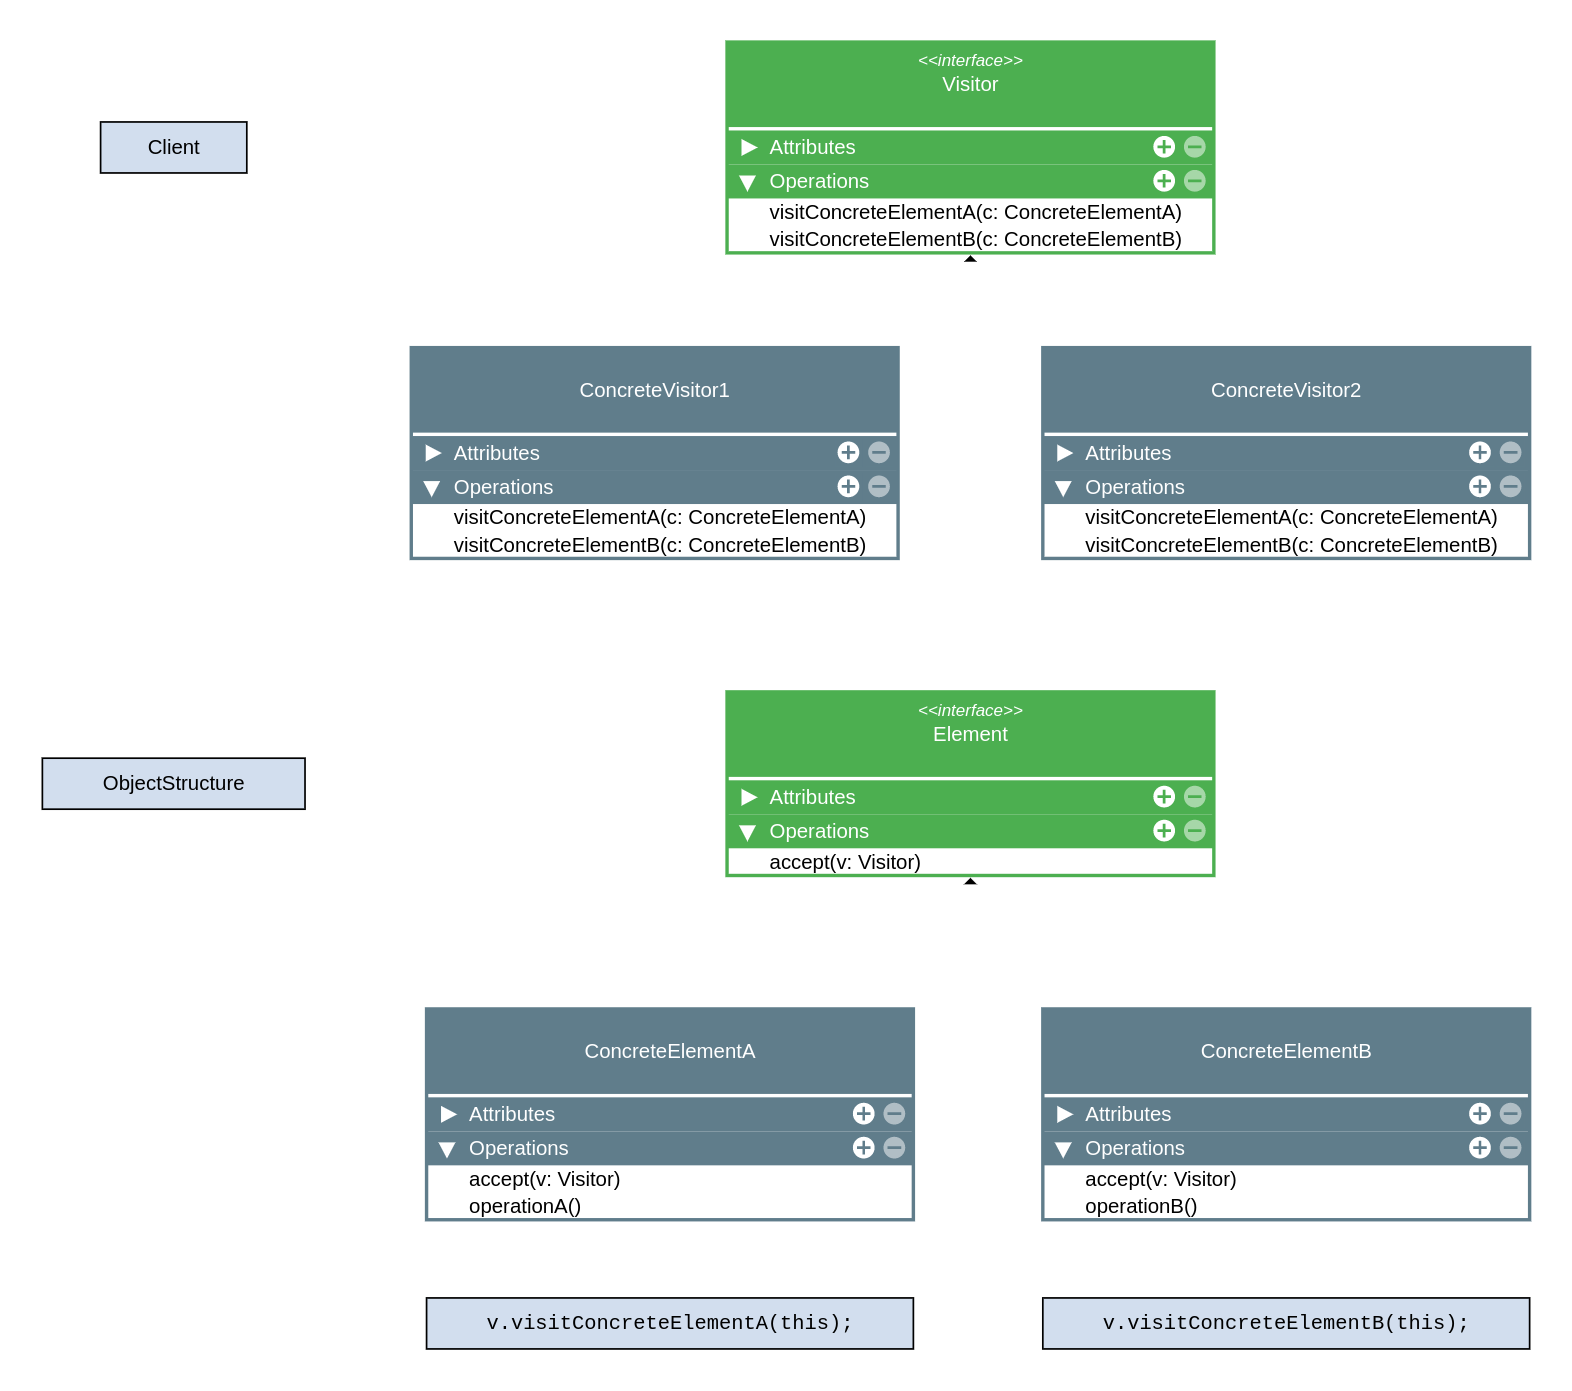 <<interface>>
Visitor
Client
Attributes
Operations
visitConcreteElementA(c: ConcreteElementA)
visitConcreteElementB(c: ConcreteElementB)
ConcreteVisitor1
Attributes
Operations
visitConcreteElementA(c: ConcreteElementA)
visitConcreteElementB(c: ConcreteElementB)
ConcreteVisitor2
Attributes
Operations
visitConcreteElementA(c: ConcreteElementA)
visitConcreteElementB(c: ConcreteElementB)
<<interface>>
Element
ObjectStructure
Attributes
Operations
accept(v: Visitor)
ConcreteElementA
Attributes
Operations
accept(v: Visitor)
operationA()
ConcreteElementB
Attributes
Operations
accept(v: Visitor)
operationB()
v.visitConcreteElementA(this);
v.visitConcreteElementB(this);